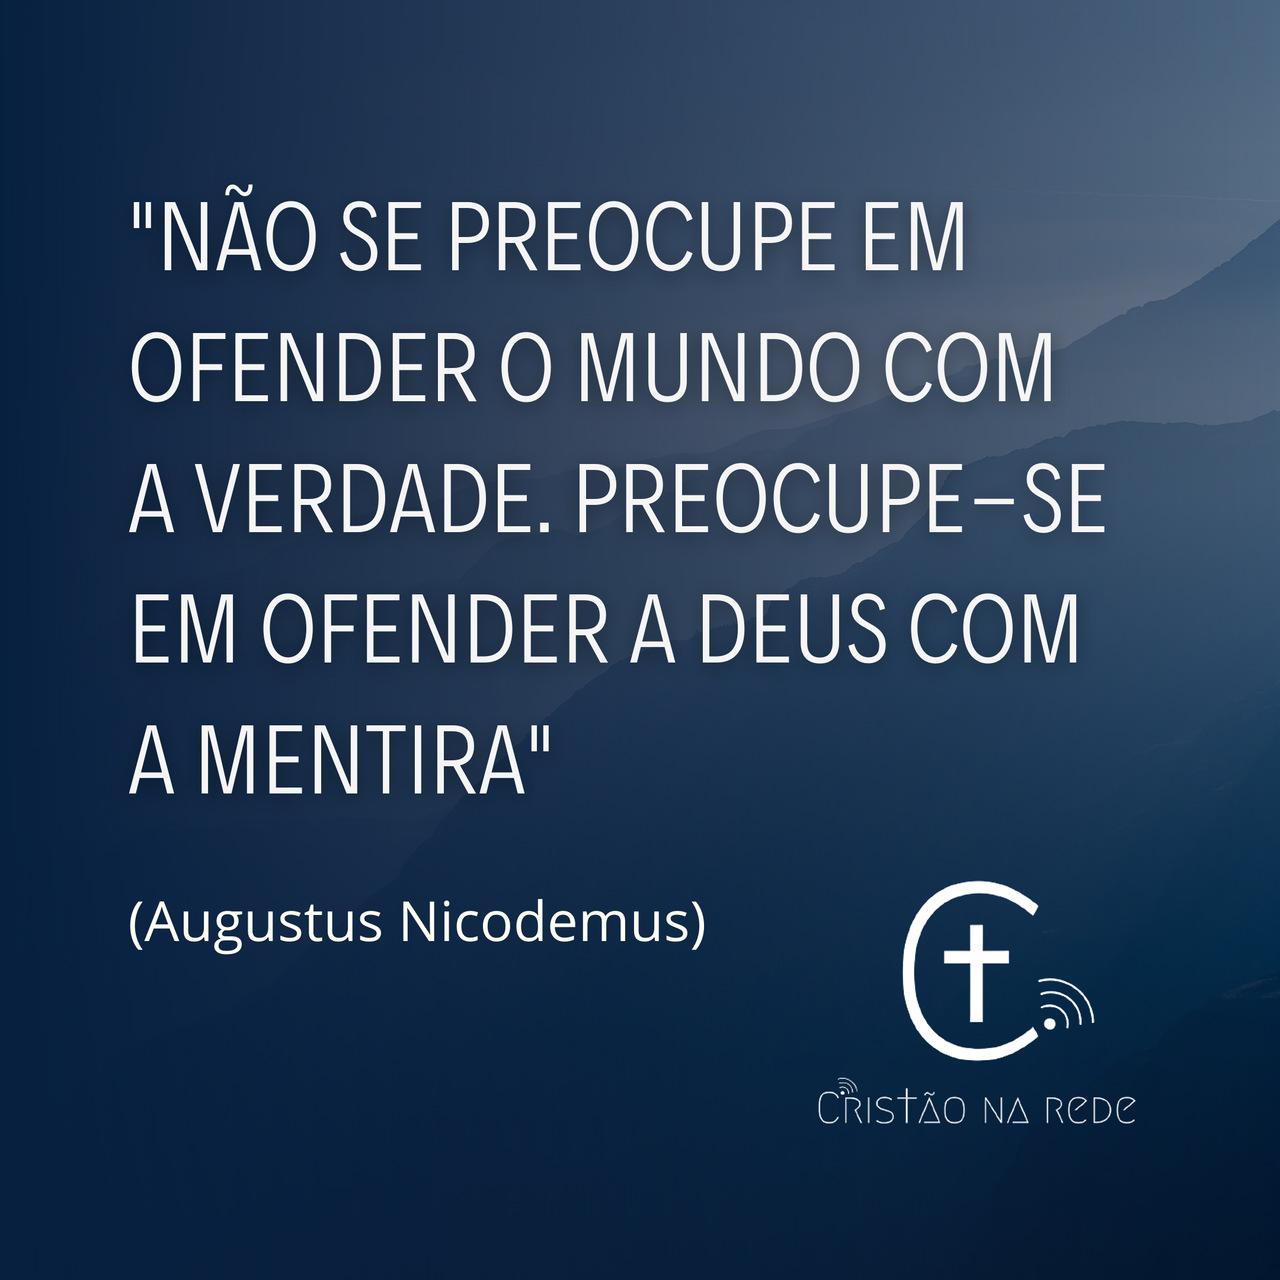 "NÃO SE PREOCUPE EM
OFENDER O MUNDO COM
A VERDADE. PREOCUPE-SE
EM OFENDER A DEUS COM
A MENTIRA"
(Augustus Nicodemus)
CRISTÃO NA REDE